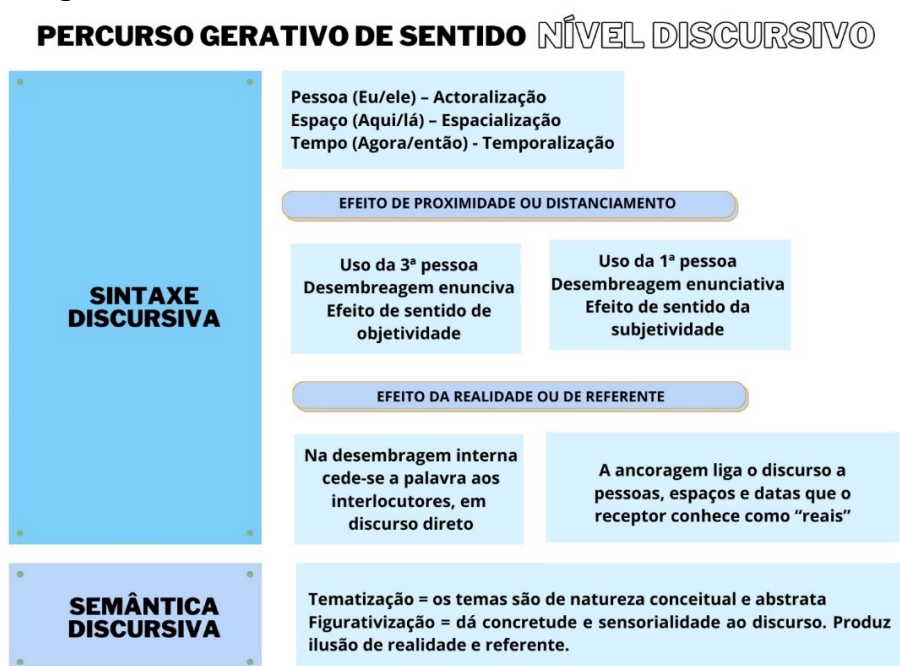 PERCURSO GERATIVO DE SENTIDO NÍVEL DISCURSIVO
Pessoa (Eu/ele) – Actoralização
Espaço (Aqui/lá) – Espacialização
Tempo (Agora/então) - Temporalização
EFEITO DE PROXIMIDADE OU DISTANCIAMENTO
SINTAXE
DISCURSIVA
Uso da 3ª pessoa
Desembreagem enunciva
Efeito de sentido de
objetividade
Uso da 1ª pessoa
Desembreagem enunciativa
Efeito de sentido da
subjetividade
EFEITO DA REALIDADE OU DE REFERENTE
Na desembragem interna
cede-se a palavra aos
interlocutores, em
discurso direto
A ancoragem liga o discurso a
pessoas, espaços e datas que o
receptor conhece como “reais”
SEMÂNTICA
DISCURSIVA
Tematização = os temas são de natureza conceitual e abstrata
Figurativização = dá concretude e sensorialidade ao discurso. Produz
ilusão de realidade e referente.